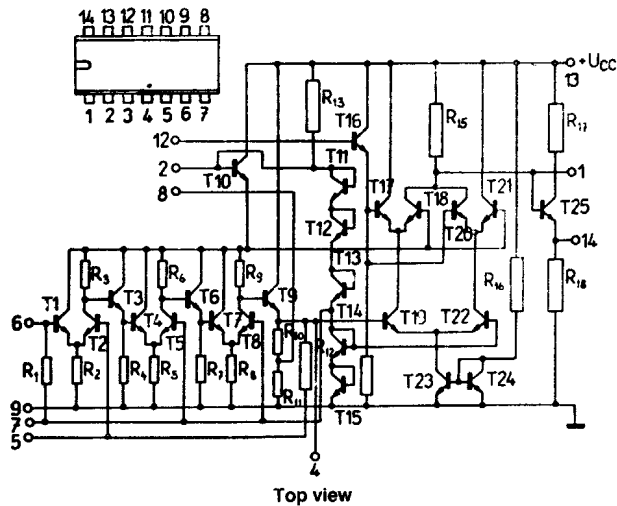 14 13 12 11 10 9 8
1 2 3 4 5 6 7
+UCC
13
R13
T16
R15
R17
12
2
T10
T11
8
T17
T18
T21
1
T12
T20
T25
14
T13
R3
R6
R9
R16
R18
T1
T3
T6
T9
T14
T19
T22
6
T2
T4
T5
T7
T8
R10
R12
R1
R2
R4
R5
R7
R8
R11
T23
T24
9
7
5
T15
4
Top view